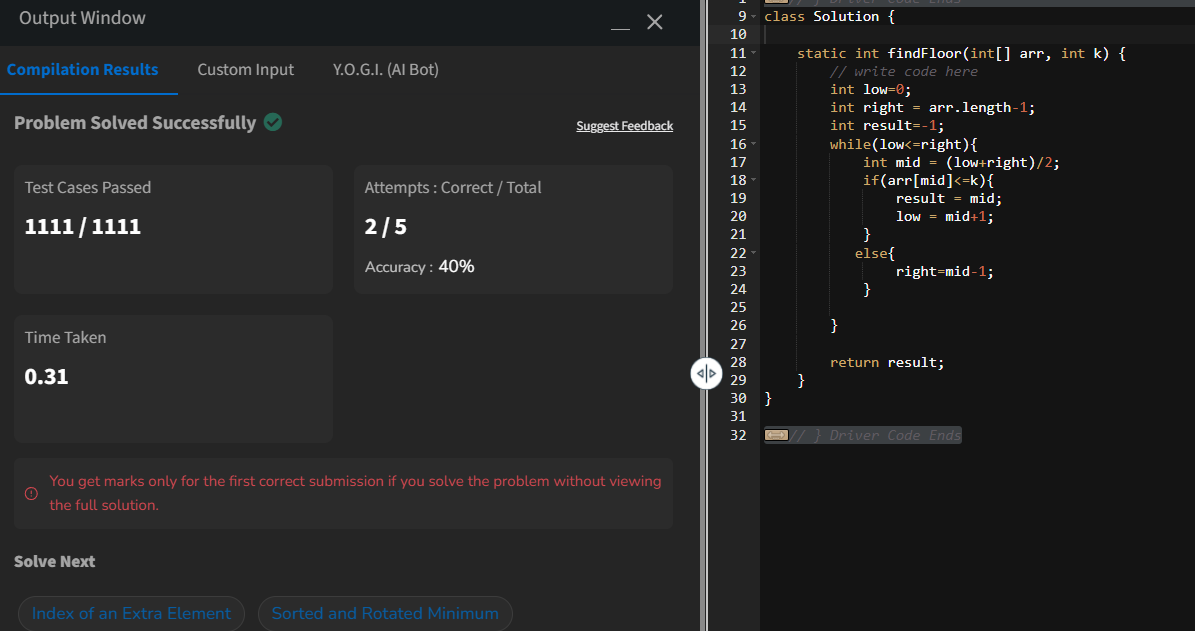 Output Window
Compilation Results Custom Input Y.O.G.I. (AI Bot)
Problem Solved Successfully
Suggest Feedback
Test Cases Passed
1111 / 1111
Attempts : Correct / Total
2 / 5
Accuracy : 40%
Time Taken
0.31
You get marks only for the first correct submission if you solve the problem without viewing
the full solution.
Solve Next
Index of an Extra Element Sorted and Rotated Minimum
1 // } Driver Code Ends
9 class Solution {
10
11     static int findFloor(int[] arr, int k) {
12         // write code here
13         int low=0;
14         int right = arr.length-1;
15         int result=-1;
16         while(low<=right){
17             int mid = (low+right)/2;
18             if(arr[mid]<=k){
19                 result = mid;
20                 low = mid+1;
21             }
22            else{
23                 right=mid-1;
24             }
25
26         }
27
28         return result;
29     }
30 }
31
32 // } Driver Code Ends